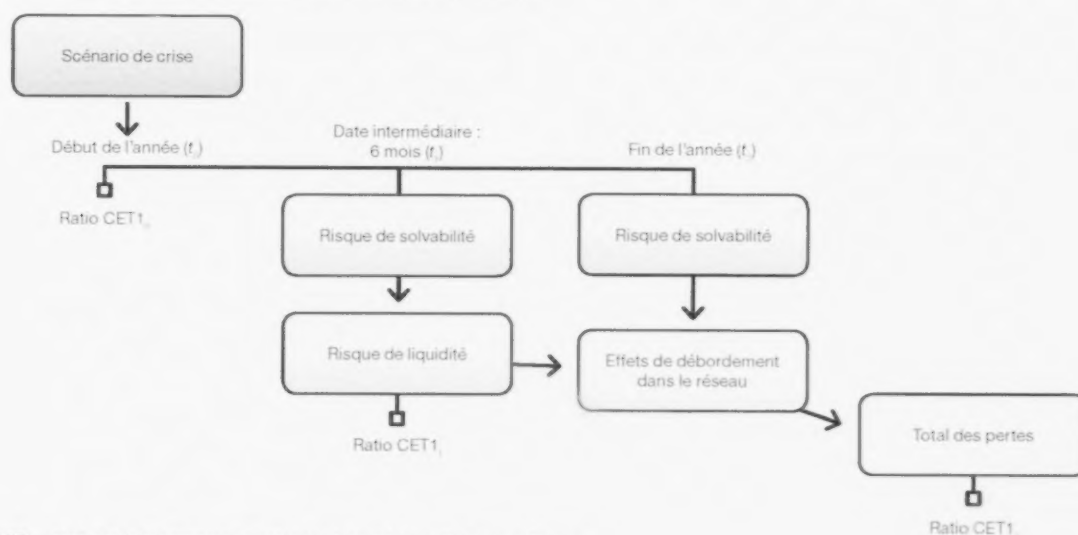 Scénario de crise
Début de l'année (t
Date intermédiaire :
6 mois (t
Fin de l'année (t
Ratio CET1
Risque de solvabilité
Risque de solvabilité
Risque de liquidité
Effets de débordement
dans le réseau
Ratio CET1
Total des pertes
Ratio CET1